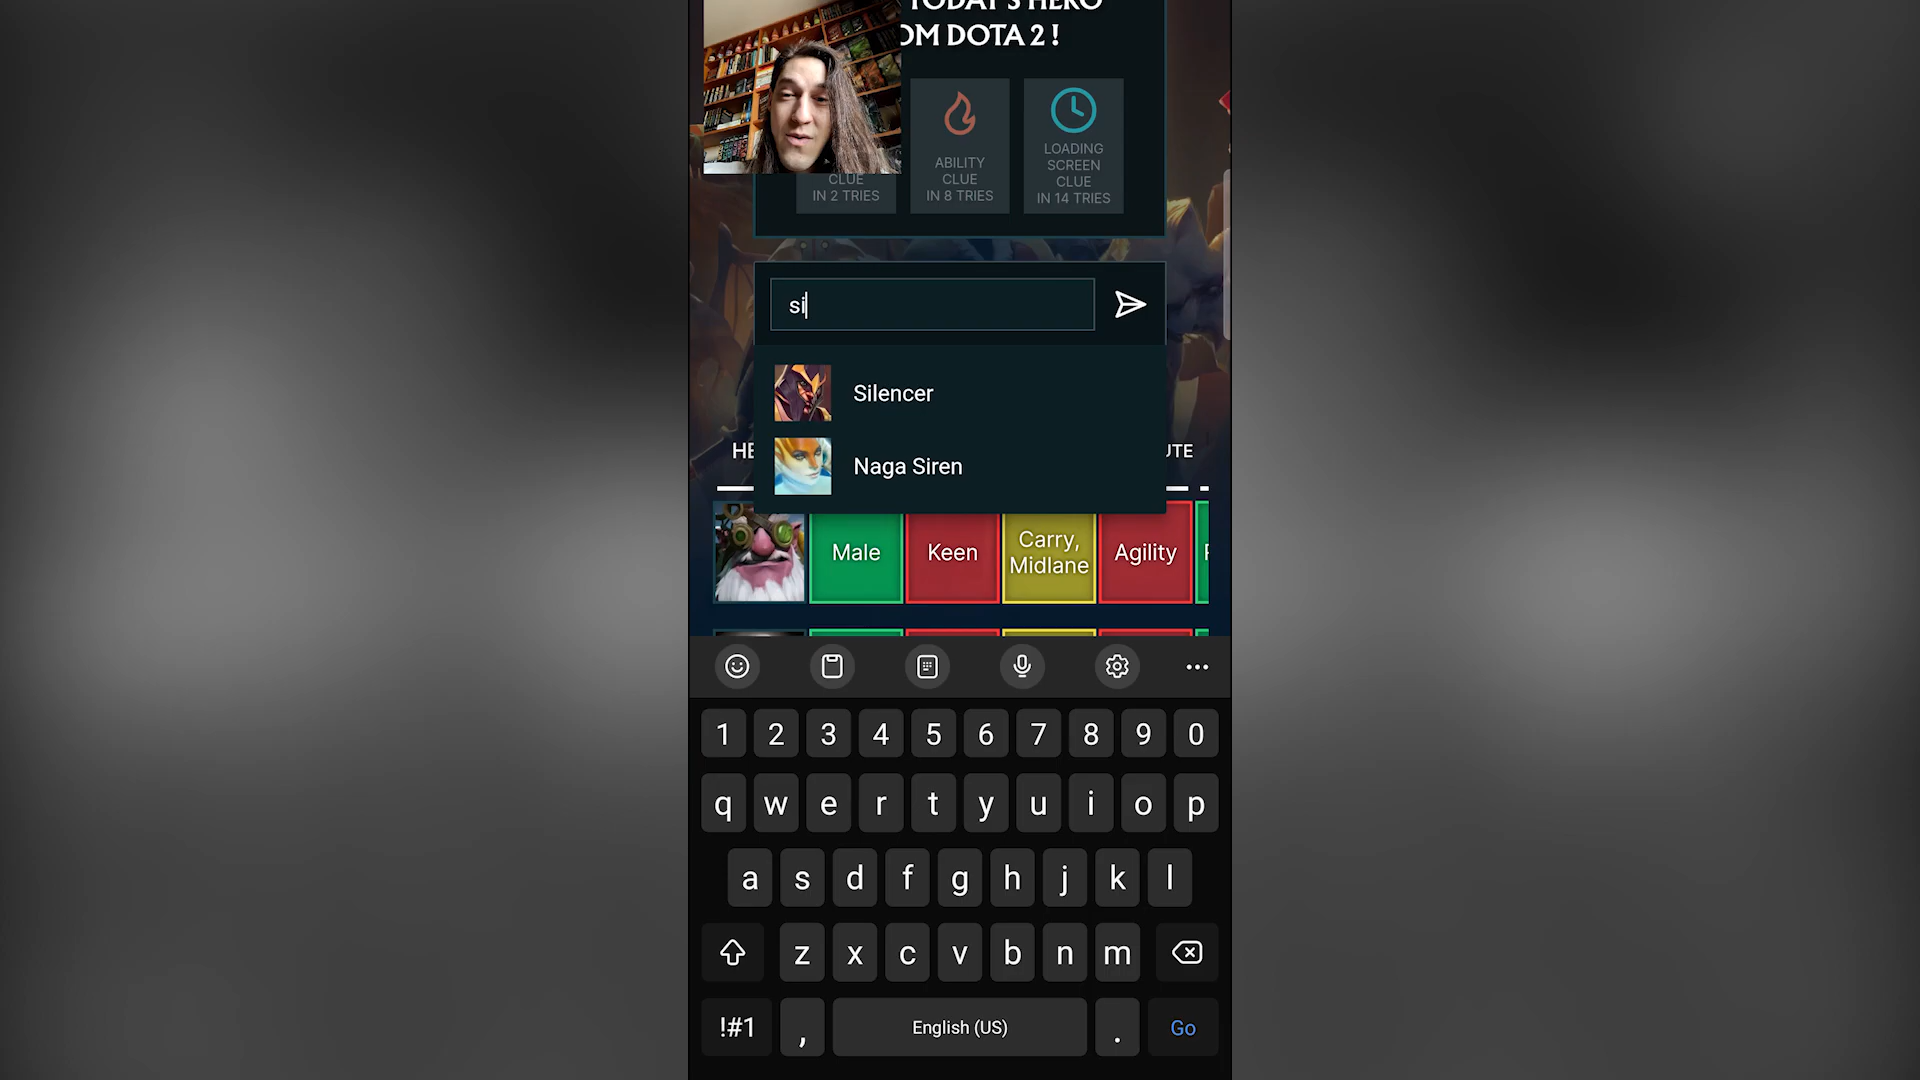 TODAY'S HERO
OM DOTA 2 !
CLUE
IN 2 TRIES
ABILITY
CLUE
IN 8 TRIES
LOADING
SCREEN
CLUE
IN 14 TRIES
si
Silencer
Naga Siren
HE
UTE
Male
Keen
Carry,
Midlane
Agility
1 2 3 4 5 6 7 8 9 0
q w e r t y u i o p
a s d f g h j k l
z x c v b n m
!#1 , English (US) . Go